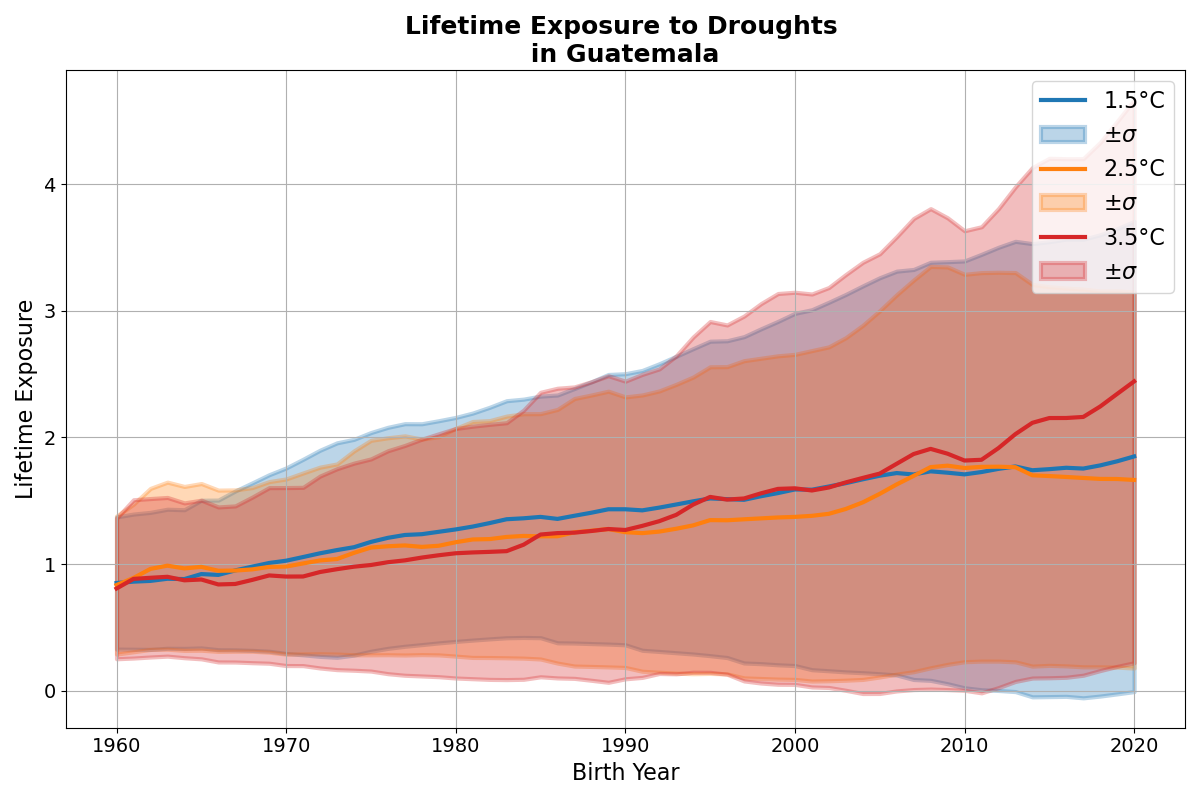 Lifetime Exposure to Droughts
in Guatemala
Lifetime Exposure
4
3
2
1
0
1.5°C
±σ
2.5°C
±σ
3.5°C
±σ
1960 1970 1980 1990 2000 2010 2020
Birth Year